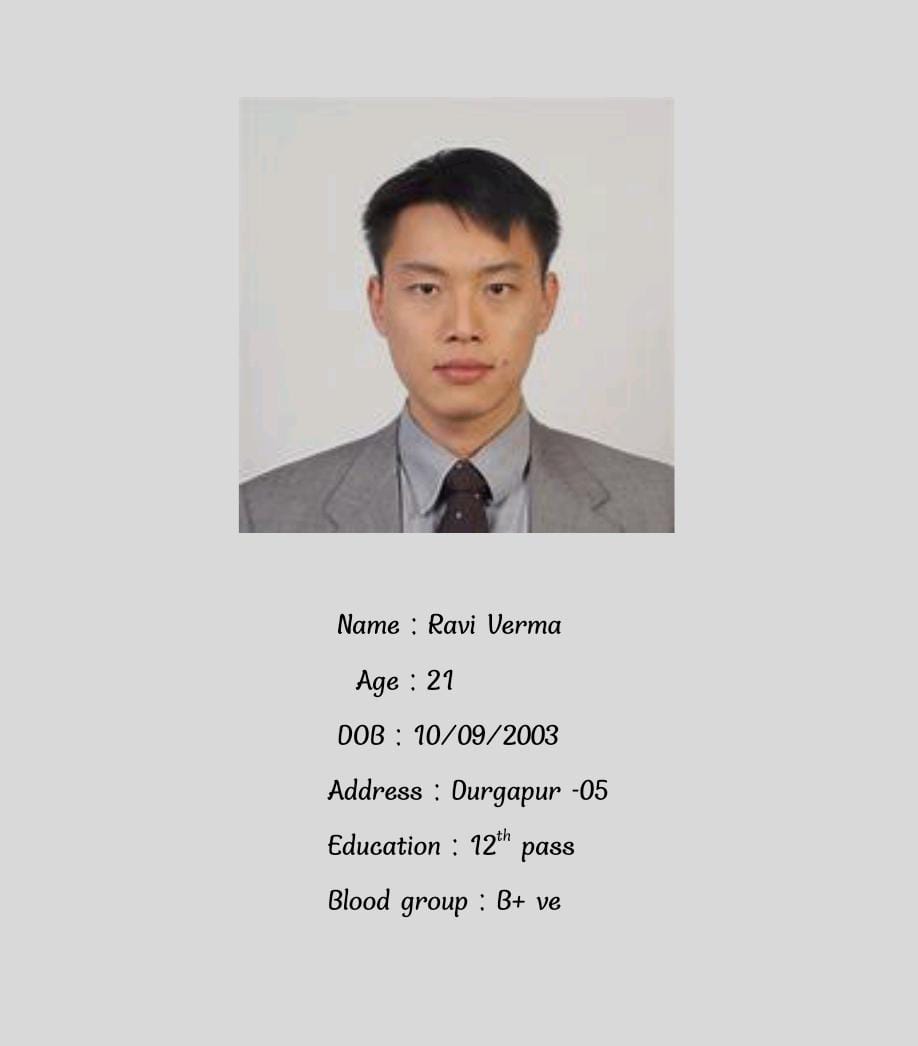 Name : Ravi Verma
Age : 21
DOB : 10/09/2003
Address : Durgapur -05
Education : 12th pass
Blood group : B+ ve